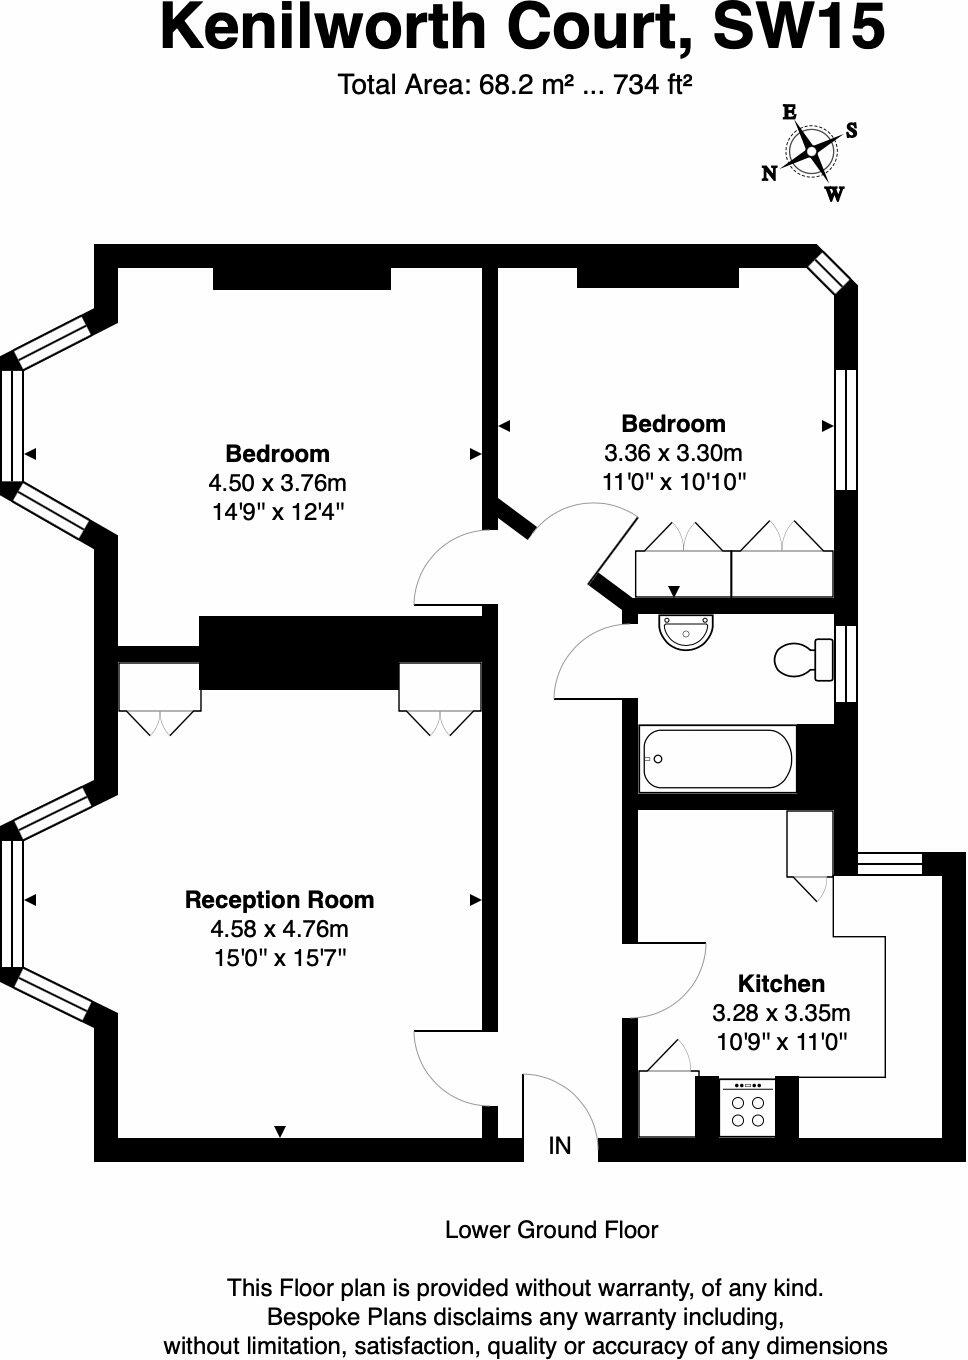 Kenilworth Court, SW15
Total Area: 68.2 m² ... 734 ft²
E
S
N
W
Bedroom
4.50 x 3.76m
14'9" x 12'4"
Bedroom
3.36 x 3.30m
11'0" x 10'10"
Reception Room
4.58 x 4.76m
15'0" x 15'7"
Kitchen
3.28 x 3.35m
10'9" x 11'0"
IN
Lower Ground Floor
This Floor plan is provided without warranty, of any kind.
Bespoke Plans disclaims any warranty including,
without limitation, satisfaction, quality or accuracy of any dimensions